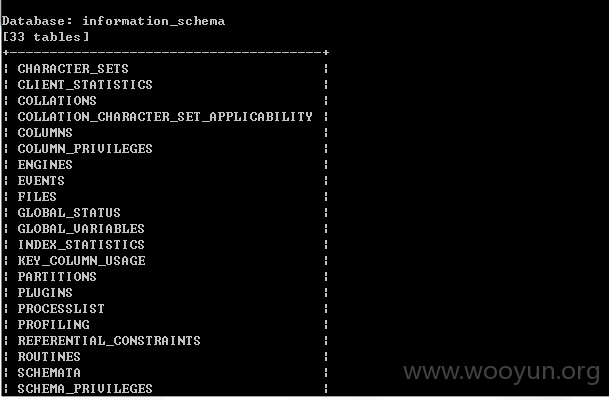 Database: information_schema
[33 tables]
+---------------------------------------+
| CHARACTER_SETS |
| CLIENT_STATISTICS |
| COLLATIONS |
| COLLATION_CHARACTER_SET_APPLICABILITY |
| COLUMNS |
| COLUMN_PRIVILEGES |
| ENGINES |
| EVENTS |
| FILES |
| GLOBAL_STATUS |
| GLOBAL_VARIABLES |
| INDEX_STATISTICS |
| KEY_COLUMN_USAGE |
| PARTITIONS |
| PLUGINS |
| PROCESSLIST |
| PROFILING |
| REFERENTIAL_CONSTRAINTS |
| ROUTINES |
| SCHEMATA |
| SCHEMA_PRIVILEGES |
www.wooyun.org